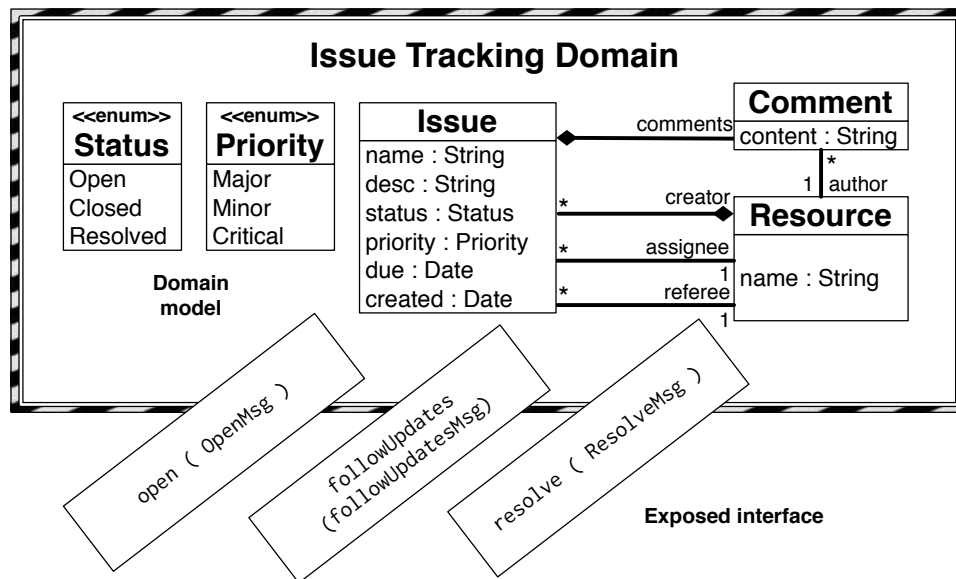 Issue Tracking Domain
<<enum>>
Status
Open
Closed
Resolved
<<enum>>
Priority
Major
Minor
Critical
Issue
name : String
desc : String
status : Status
priority : Priority
due : Date
created : Date
comments
Comment
content : String
*
1 author
* creator
* assignee
1
* referee
1
Resource
name : String
Domain
model
open ( OpenMsg )
followUpdates
(followUpdatesMsg)
resolve ( ResolveMsg )
Exposed interface